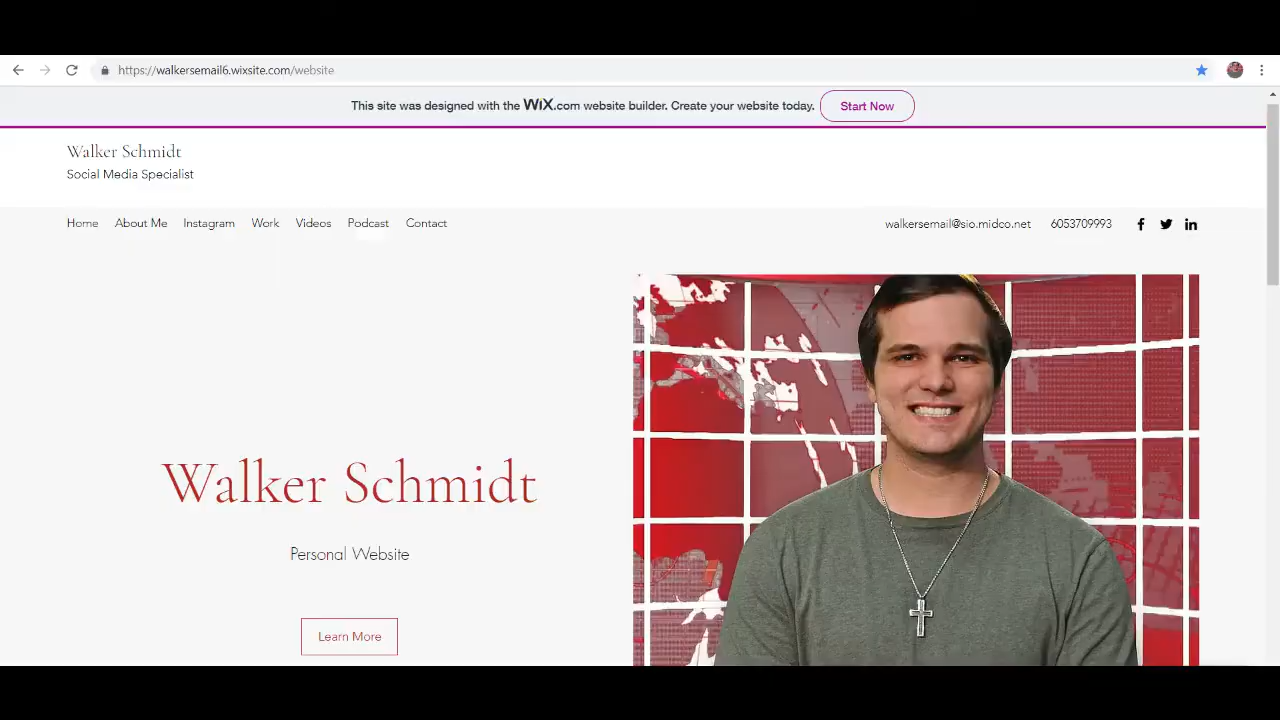 https://walkersemail6.wixsite.com/website
This site was designed with the WiX.com website builder. Create your website today. Start Now
Walker Schmidt
Social Media Specialist
Home About Me Instagram Work Videos Podcast Contact walkersemail@sio.midco.net 6053709993
Walker Schmidt
Personal Website
Learn More